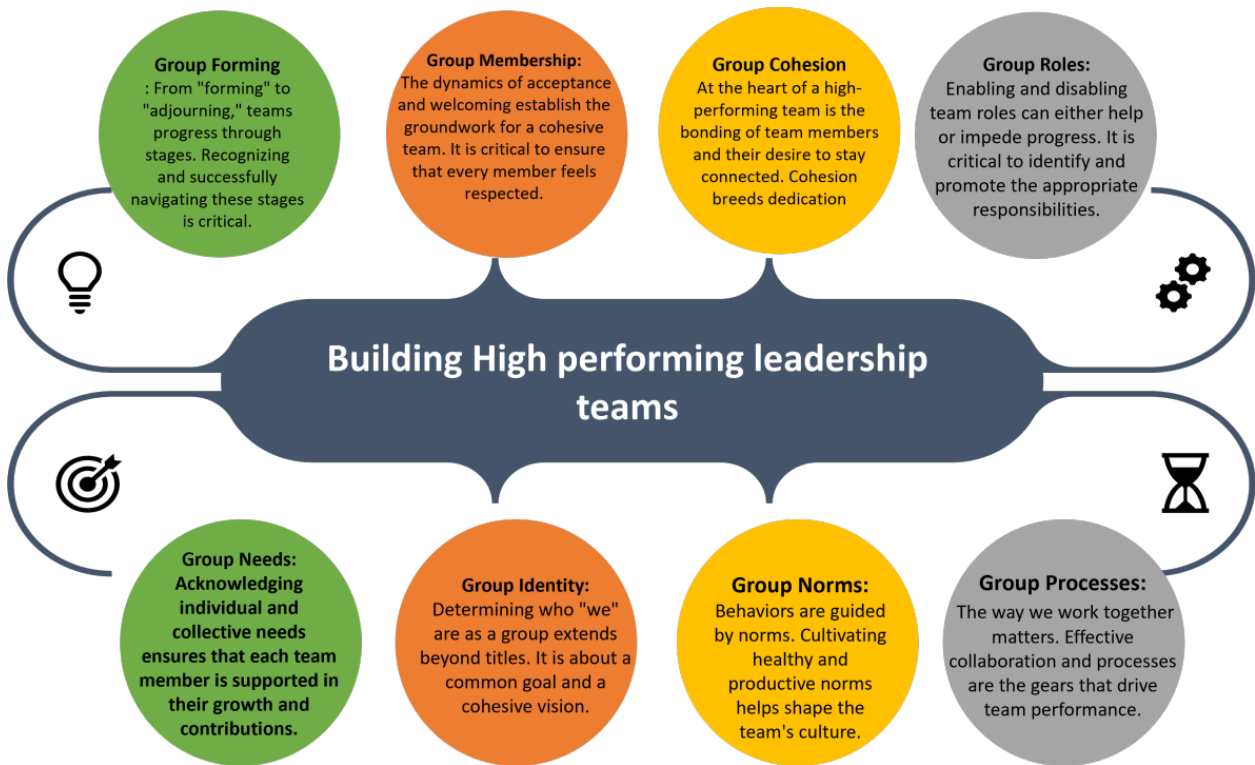 Group Forming
: From "forming" to
"adjourning," teams
progress through
stages. Recognizing
and successfully
navigating these stages
is critical.
Group Membership:
The dynamics of acceptance
and welcoming establish the
groundwork for a cohesive
team. It is critical to ensure
that every member feels
respected.
Group Cohesion
At the heart of a high-
performing team is the
bonding of team members
and their desire to stay
connected. Cohesion
breeds dedication
Group Roles:
Enabling and disabling
team roles can either help
or impede progress. It is
critical to identify and
promote the appropriate
responsibilities.
Building High performing leadership
teams
Group Needs:
Acknowledging
individual and
collective needs
ensures that each team
member is supported in
their growth and
contributions.
Group Identity:
Determining who "we"
are as a group extends
beyond titles. It is about a
common goal and a
cohesive vision.
Group Norms:
Behaviors are guided
by norms. Cultivating
healthy and
productive norms
helps shape the
team's culture.
Group Processes:
The way we work together
matters. Effective
collaboration and processes
are the gears that drive
team performance.